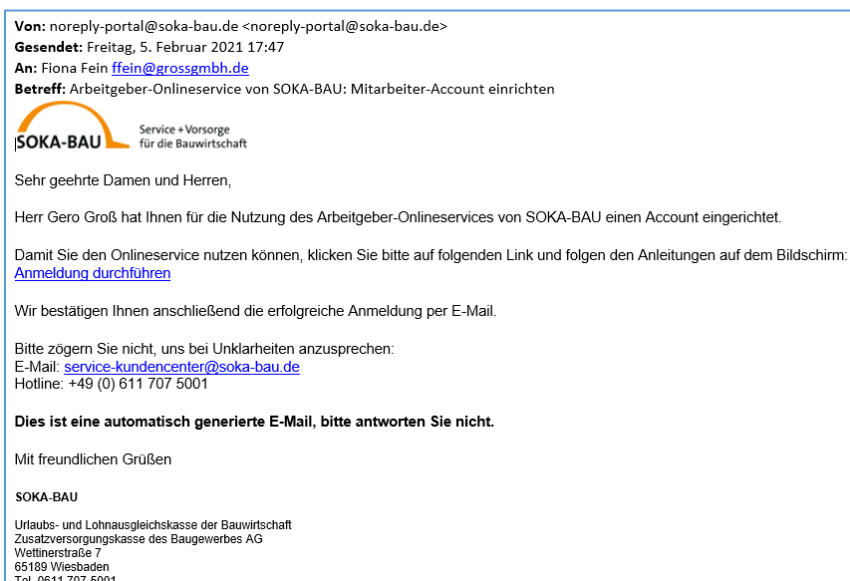 Von: noreply-portal@soka-bau.de <noreply-portal@soka-bau.de>
Gesendet: Freitag, 5. Februar 2021 17:47
An: Fiona Fein ffein@grossgmbh.de
Betreff: Arbeitgeber-Onlineservice von SOKA-BAU: Mitarbeiter-Account einrichten
SOKA-BAU
Service + Vorsorge
für die Bauwirtschaft
Sehr geehrte Damen und Herren,
Herr Gero Groß hat Ihnen für die Nutzung des Arbeitgeber-Onlineservices von SOKA-BAU einen Account eingerichtet.
Damit Sie den Onlineservice nutzen können, klicken Sie bitte auf folgenden Link und folgen den Anleitungen auf dem Bildschirm:
Anmeldung durchführen
Wir bestätigen Ihnen anschließend die erfolgreiche Anmeldung per E-Mail.
Bitte zögern Sie nicht, uns bei Unklarheiten anzusprechen:
E-Mail: service-kundencenter@soka-bau.de
Hotline: +49 (0) 611 707 5001
Dies ist eine automatisch generierte E-Mail, bitte antworten Sie nicht.
Mit freundlichen Grüßen
SOKA-BAU
Urlaubs- und Lohnausgleichskasse der Bauwirtschaft
Zusatzversorgungskasse des Baugewerbes AG
Wettinerstraße 7
65189 Wiesbaden
Tel. 0611 707-5001